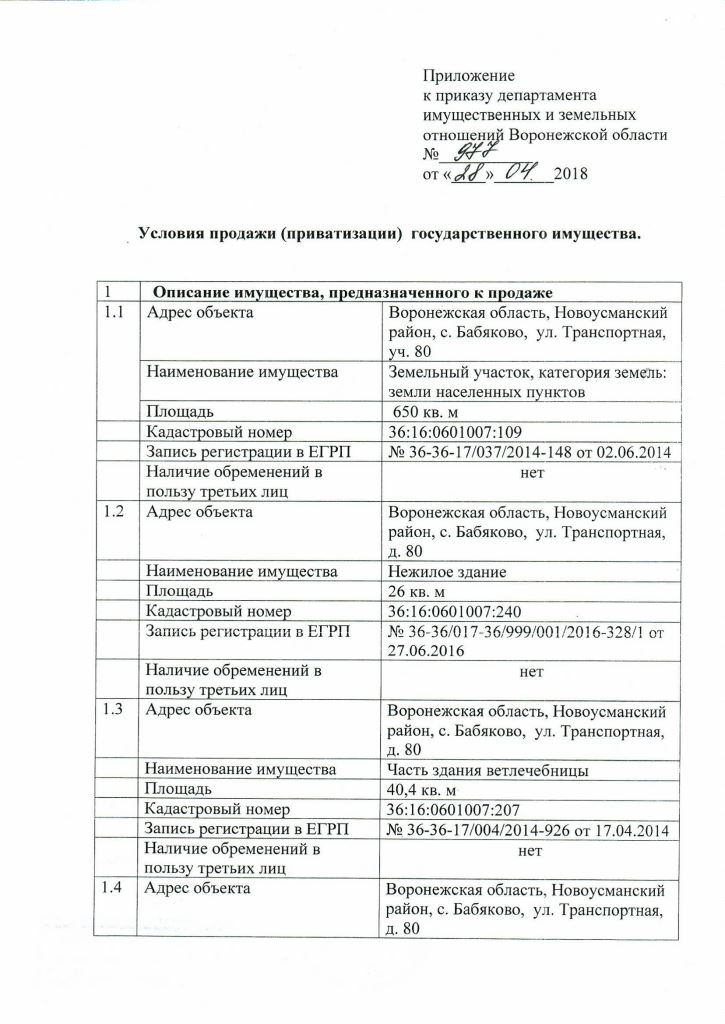 Приложение
к приказу департамента
имущественных и земельных
отношений Воронежской области
№ 977
от «28» 04 2018
Условия продажи (приватизации) государственного имущества.
1 Описание имущества, предназначенного к продаже
1.1 Адрес объекта Воронежская область, Новоусманский
район, с. Бабяково, ул. Транспортная,
уч. 80
Наименование имущества Земельный участок, категория земель:
земли населенных пунктов
Площадь 650 кв. м
Кадастровый номер 36:16:0601007:109
Запись регистрации в ЕГРП № 36-36-17/037/2014-148 от 02.06.2014
Наличие обременений в нет
пользу третьих лиц
1.2 Адрес объекта Воронежская область, Новоусманский
район, с. Бабяково, ул. Транспортная,
д. 80
Наименование имущества Нежилое здание
Площадь 26 кв. м
Кадастровый номер 36:16:0601007:240
Запись регистрации в ЕГРП № 36-36/017-36/999/001/2016-328/1 от
27.06.2016
Наличие обременений в нет
пользу третьих лиц
1.3 Адрес объекта Воронежская область, Новоусманский
район, с. Бабяково, ул. Транспортная,
д. 80
Наименование имущества Часть здания ветлечебницы
Площадь 40,4 кв. м
Кадастровый номер 36:16:0601007:207
Запись регистрации в ЕГРП № 36-36-17/004/2014-926 от 17.04.2014
Наличие обременений в нет
пользу третьих лиц
1.4 Адрес объекта Воронежская область, Новоусманский
район, с. Бабяково, ул. Транспортная,
д. 80